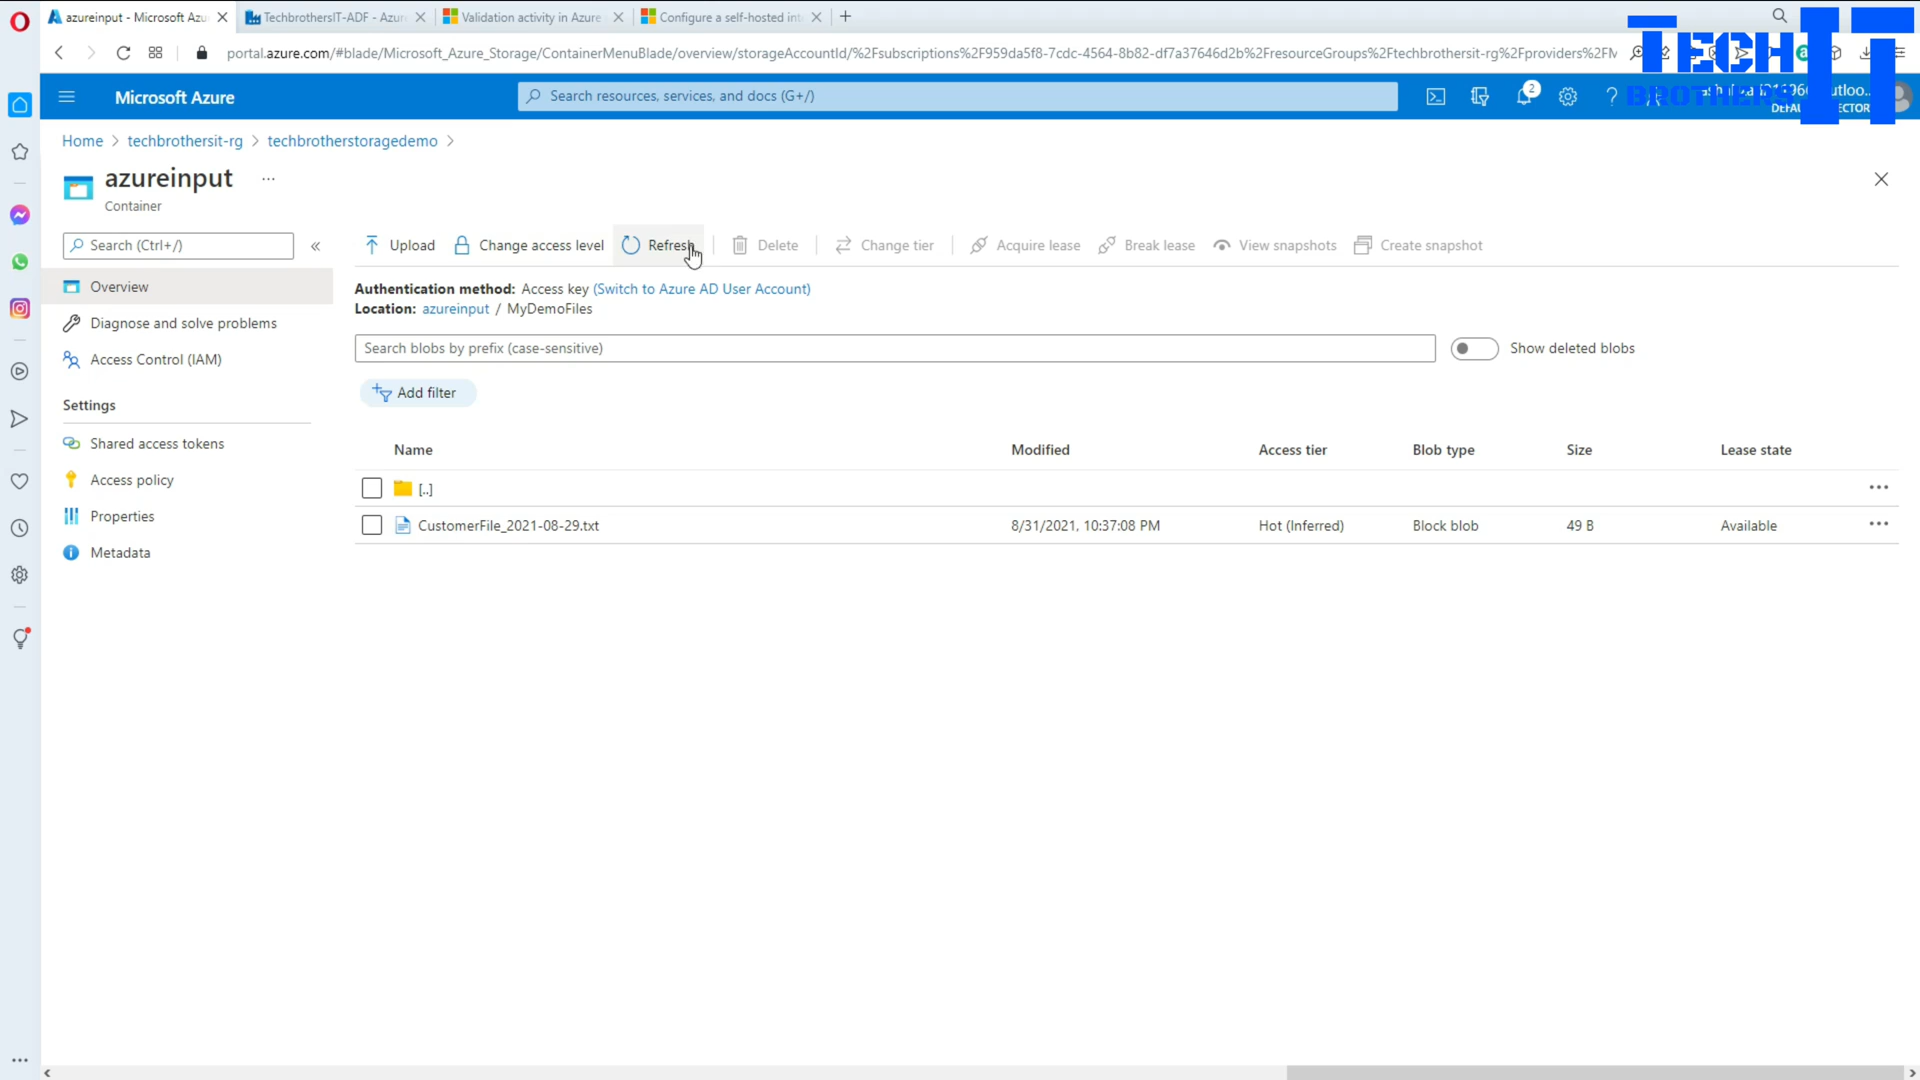 azureinput - Microsoft Azu
TechbrothersIT-ADF - Azur
Validation activity in Azure
Configure a self-hosted int
portal.azure.com/#blade/Microsoft_Azure_Storage/ContainerMenuBlade/overview/storageAccountId/%2Fsubscriptions%2F959da5f8-7cdc-4564-8b82-df7a37646d2b%2FresourceGroups%2Ftechbrothersit-rg%2Fproviders%2FM
TECH IT
BROTHERS
Microsoft Azure
Search resources, services, and docs (G+/)
2
Home > techbrothersit-rg > techbrotherstoragedemo >
azureinput ...
Container
Search (Ctrl+/)
«
Upload
Change access level
Refresh
Delete
Change tier
Acquire lease
Break lease
View snapshots
Create snapshot
Overview
Diagnose and solve problems
Access Control (IAM)
Settings
Shared access tokens
Access policy
Properties
Metadata
Authentication method: Access key (Switch to Azure AD User Account)
Location: azureinput / MyDemoFiles
Search blobs by prefix (case-sensitive)
Show deleted blobs
Add filter
Name Modified Access tier Blob type Size Lease state
[..]
CustomerFile_2021-08-29.txt 8/31/2021, 10:37:08 PM Hot (Inferred) Block blob 49 B Available